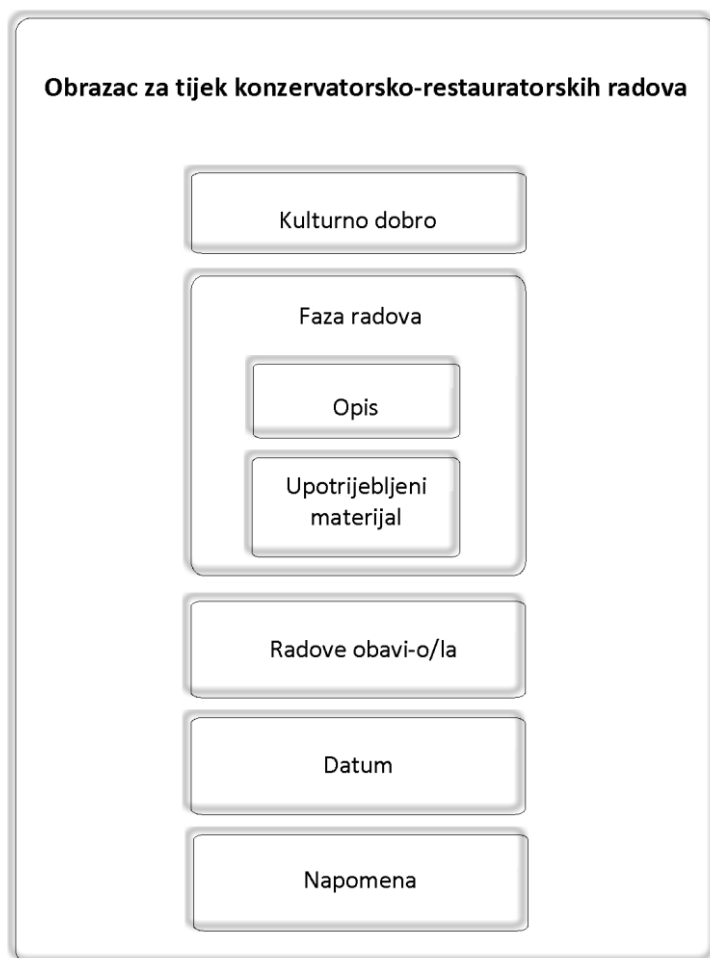 Obrazac za tijek konzervatorsko-restauratorskih radova
Kulturno dobro
Faza radova
Opis
Upotrijebljeni
materijal
Radove obavi-o/la
Datum
Napomena